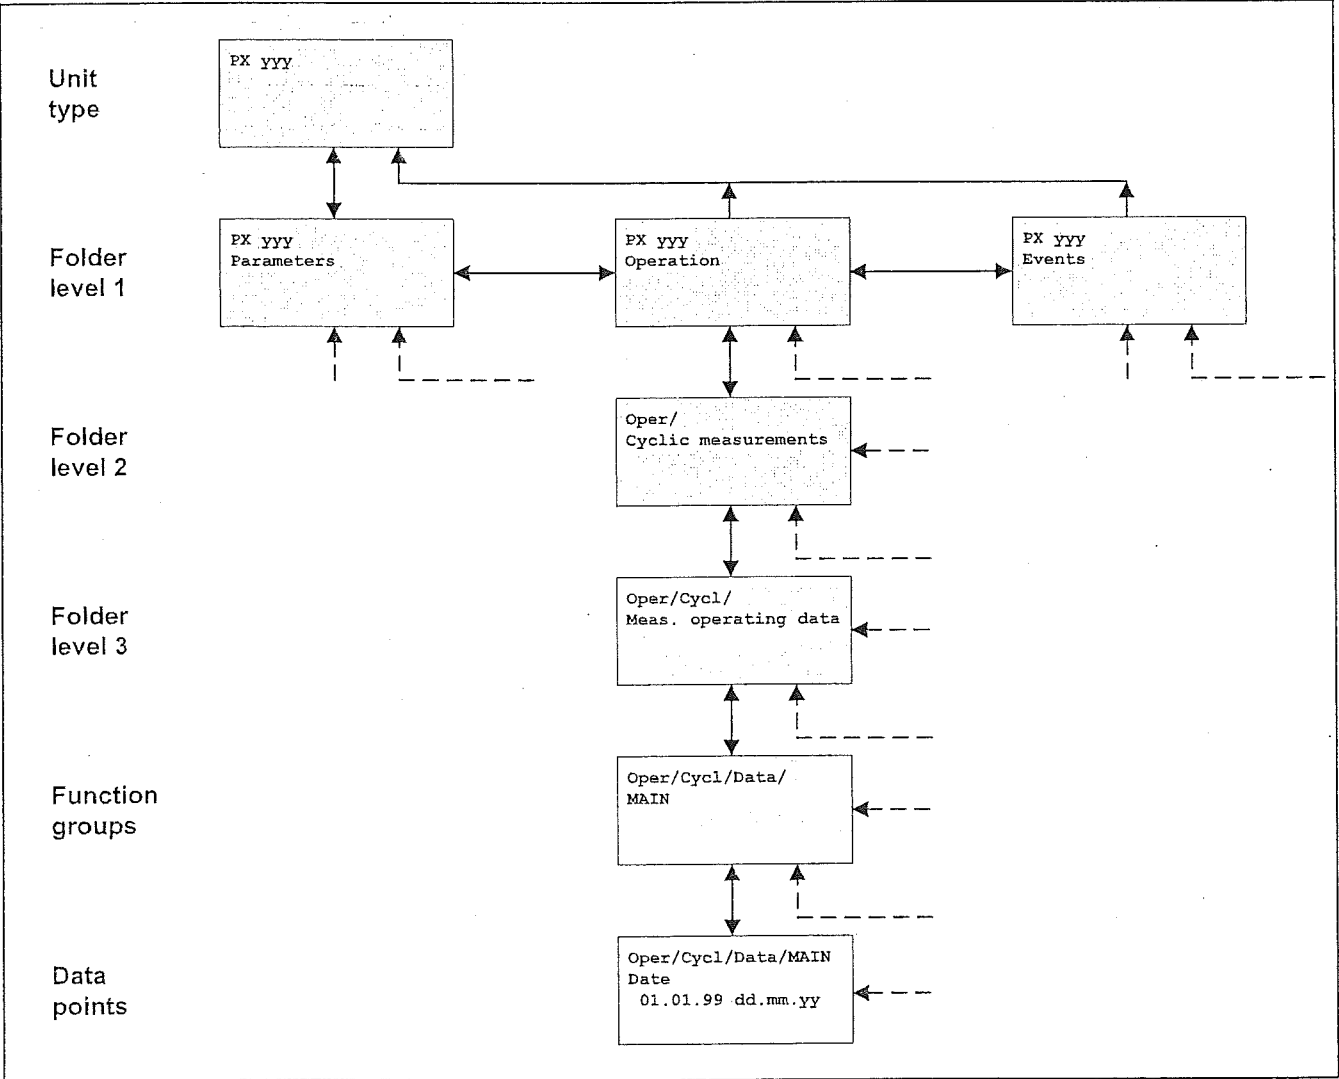 Unit
type
PX yyy
Folder
level 1
PX yyy
Parameters
PX yyy
Operation
PX yyy
Events
Folder
level 2
Oper/
Cyclic measurements
Folder
level 3
Oper/Cycl/
Meas. operating data
Function
groups
Oper/Cycl/Data/
MAIN
Data
points
Oper/Cycl/Data/MAIN
Date
01.01.99 dd.mm.yy